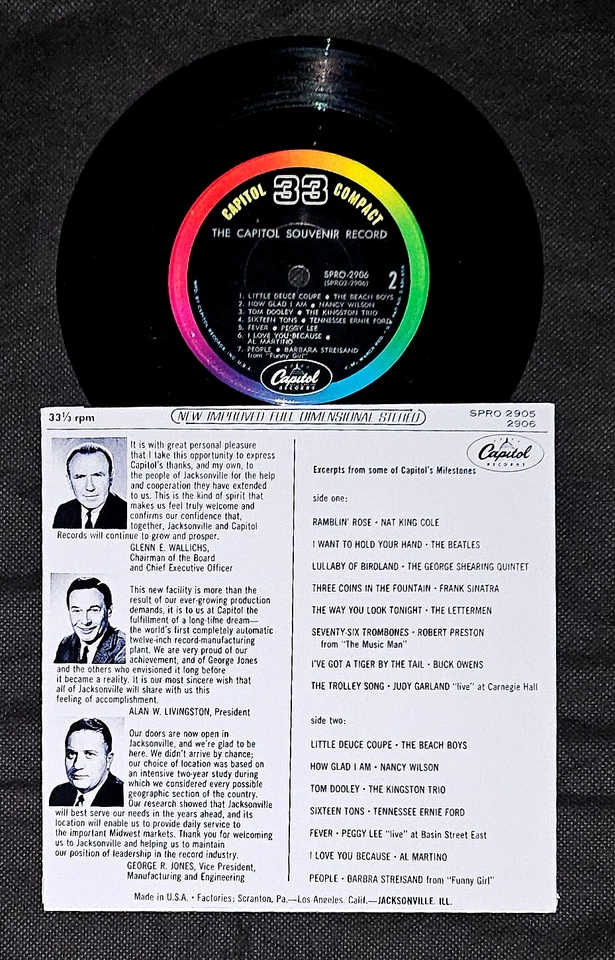 CAPITOL 33 COMPACT
THE CAPITOL SOUVENIR RECORD
SPRO-2906
(SPRO2-2906)
2
1. LITTLE DEUCE COUPE • THE BEACH BOYS
2. HOW GLAD I AM • NANCY WILSON
3. TOM DOOLEY • THE KINGSTON TRIO
4. SIXTEEN TONS • TENNESSEE ERNIE FORD
5. FEVER • PEGGY LEE
6. I LOVE YOU BECAUSE •
AL MARTINO
7. PEOPLE • BARBARA STREISAND
from "Funny Girl"
MFD. BY CAPITOL RECORDS, INC. U.S.A.
Capitol
RECORDS
33⅓ rpm
NEW IMPROVED FULL DIMENSIONAL STEREO
SPRO 2905
2906
It is with great personal pleasure
that I take this opportunity to express
Capitol's thanks, and my own, to
the people of Jacksonville for the help
and cooperation they have extended
to us. This is the kind of spirit that
makes us feel truly welcome and
confirms our confidence that,
together, Jacksonville and Capitol
Records will continue to grow and prosper.
GLENN E. WALLICHS,
Chairman of the Board
and Chief Executive Officer
This new facility is more than the
result of our ever-growing production
demands, it is to us at Capitol the
fulfillment of a long-time dream—
the world's first completely automatic
twelve-inch record-manufacturing
plant. We are very proud of our
achievement, and of George Jones
and the others who envisioned it long before
it became a reality. It is our most sincere wish that
all of Jacksonville will share with us this
feeling of accomplishment.
ALAN W. LIVINGSTON, President
Our doors are now open in
Jacksonville, and we're glad to be
here. We didn't arrive by chance;
our choice of location was based on
an intensive two-year study during
which we considered every possible
geographic section of the country.
Our research showed that Jacksonville
will best serve our needs in the years ahead, and its
location will enable us to provide daily service to
the important Midwest markets. Thank you for welcoming
us to Jacksonville and helping us to maintain
our position of leadership in the record industry.
GEORGE R. JONES, Vice President,
Manufacturing and Engineering
Capitol
RECORDS
Excerpts from some of Capitol's Milestones
side one:
RAMBLIN' ROSE • NAT KING COLE
I WANT TO HOLD YOUR HAND • THE BEATLES
LULLABY OF BIRDLAND • THE GEORGE SHEARING QUINTET
THREE COINS IN THE FOUNTAIN • FRANK SINATRA
THE WAY YOU LOOK TONIGHT • THE LETTERMEN
SEVENTY-SIX TROMBONES • ROBERT PRESTON
from "The Music Man"
I'VE GOT A TIGER BY THE TAIL • BUCK OWENS
THE TROLLEY SONG • JUDY GARLAND "live" at Carnegie Hall
side two:
LITTLE DEUCE COUPE • THE BEACH BOYS
HOW GLAD I AM • NANCY WILSON
TOM DOOLEY • THE KINGSTON TRIO
SIXTEEN TONS • TENNESSEE ERNIE FORD
FEVER • PEGGY LEE "live" at Basin Street East
I LOVE YOU BECAUSE • AL MARTINO
PEOPLE • BARBRA STREISAND from "Funny Girl"
Made in U.S.A. • Factories: Scranton, Pa.—Los Angeles, Calif.—JACKSONVILLE, ILL.